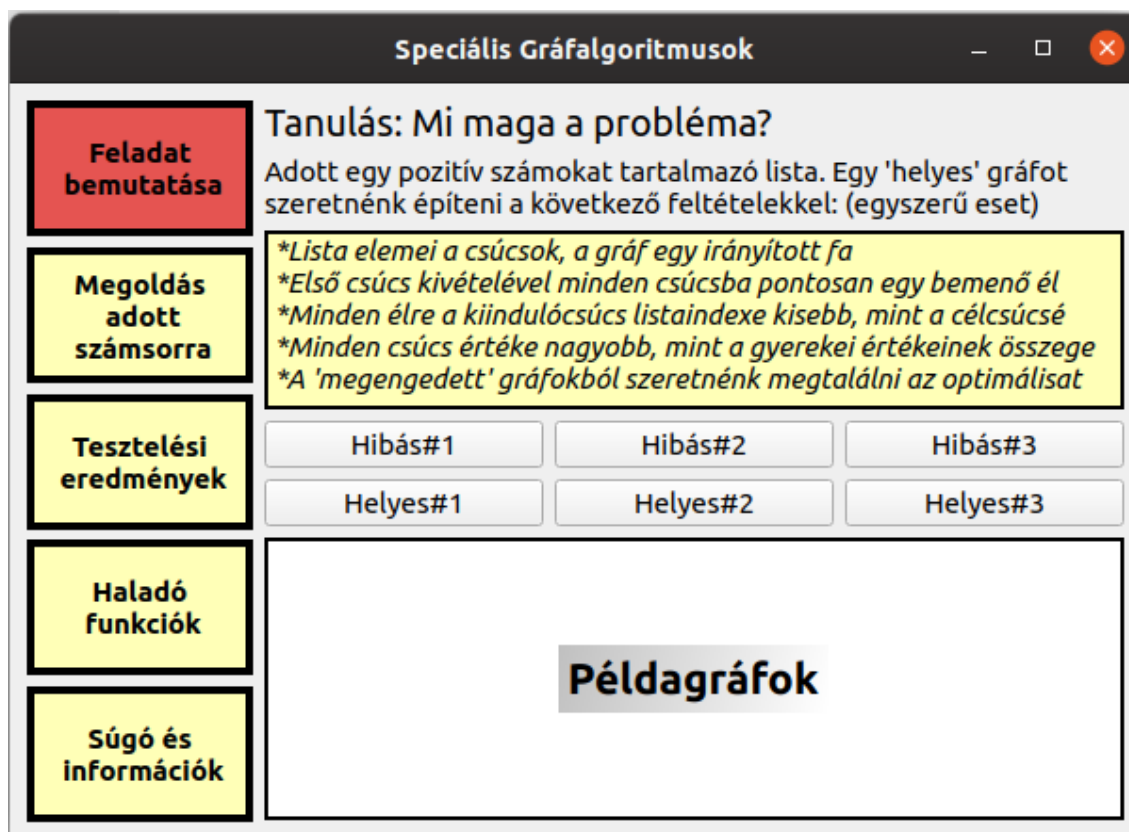 Speciális Gráfalgoritmusok
Feladat
bemutatása
Megoldás
adott
számsorra
Tesztelési
eredmények
Haladó
funkciók
Súgó és
információk
Tanulás: Mi maga a probléma?
Adott egy pozitív számokat tartalmazó lista. Egy 'helyes' gráfot
szeretnénk építeni a következő feltételekkel: (egyszerű eset)
*Lista elemei a csúcsok, a gráf egy irányított fa
*Első csúcs kivételével minden csúcsba pontosan egy bemenő él
*Minden élre a kiindulócsúcs listaindexe kisebb, mint a célcsúcsé
*Minden csúcs értéke nagyobb, mint a gyerekei értékeinek összege
*A 'megengedett' gráfokból szeretnénk megtalálni az optimálisat
Hibás#1
Hibás#2
Hibás#3
Helyes#1
Helyes#2
Helyes#3
Példagráfok